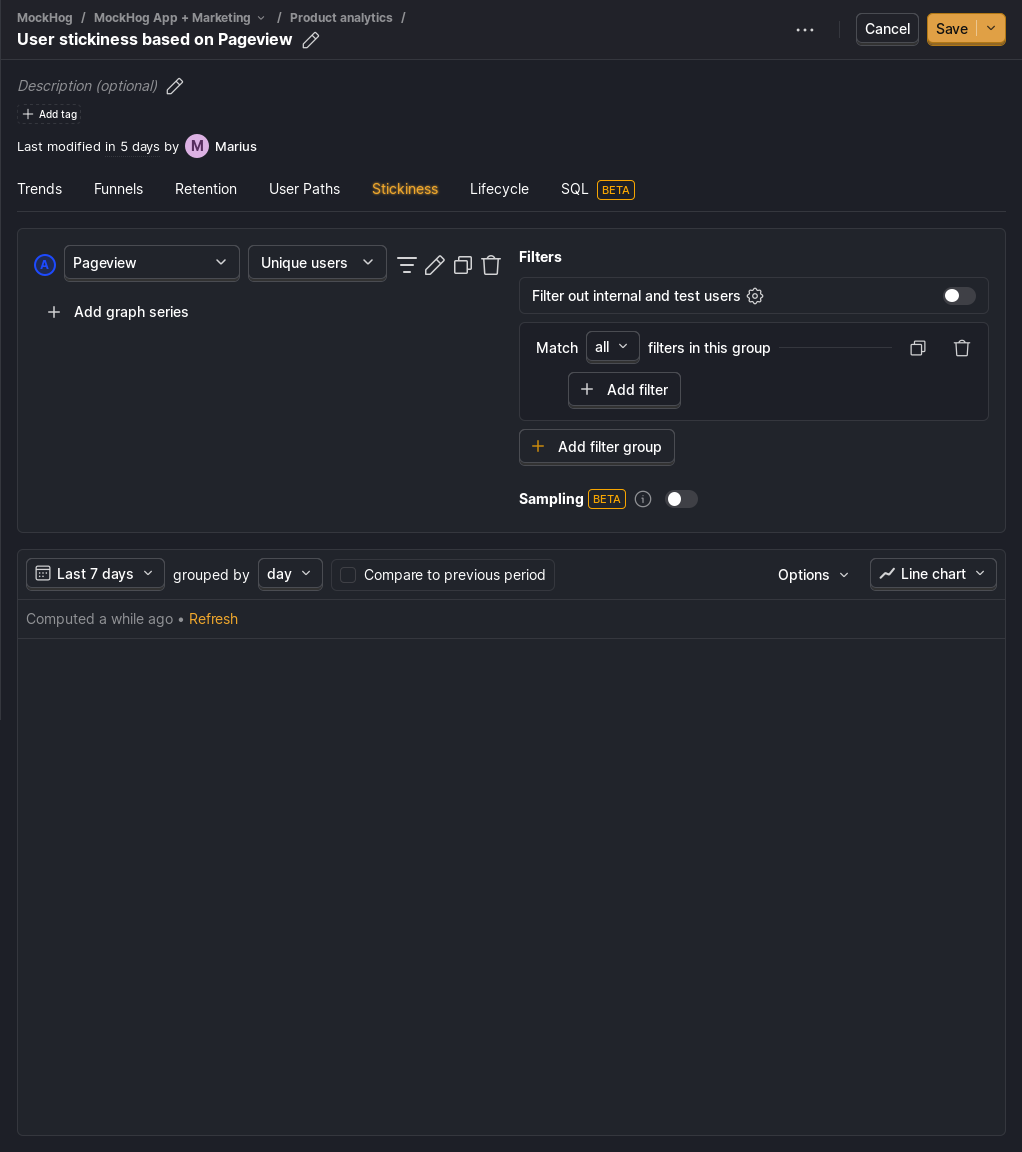 MockHog / MockHog App + Marketing / Product analytics /
User stickiness based on Pageview
Cancel
Save
Description (optional)
Add tag
Last modified in 5 days by M Marius
Trends Funnels Retention User Paths Stickiness Lifecycle SQL BETA
A Pageview Unique users
Add graph series
Filters
Filter out internal and test users
Match all filters in this group
Add filter
Add filter group
Sampling BETA
Last 7 days grouped by day Compare to previous period Options Line chart
Computed a while ago • Refresh